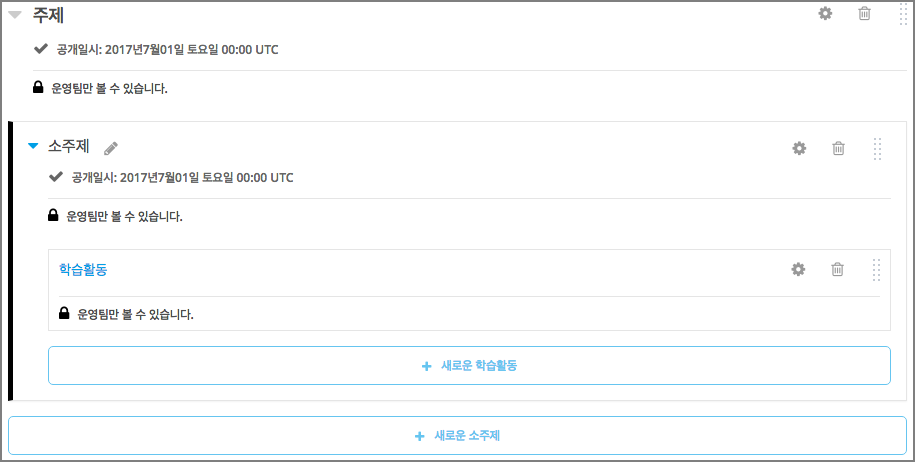 주제
공개일시: 2017년7월01일 토요일 00:00 UTC
운영팀만 볼 수 있습니다.
소주제
공개일시: 2017년7월01일 토요일 00:00 UTC
운영팀만 볼 수 있습니다.
학습활동
운영팀만 볼 수 있습니다.
+ 새로운 학습활동
+ 새로운 소주제